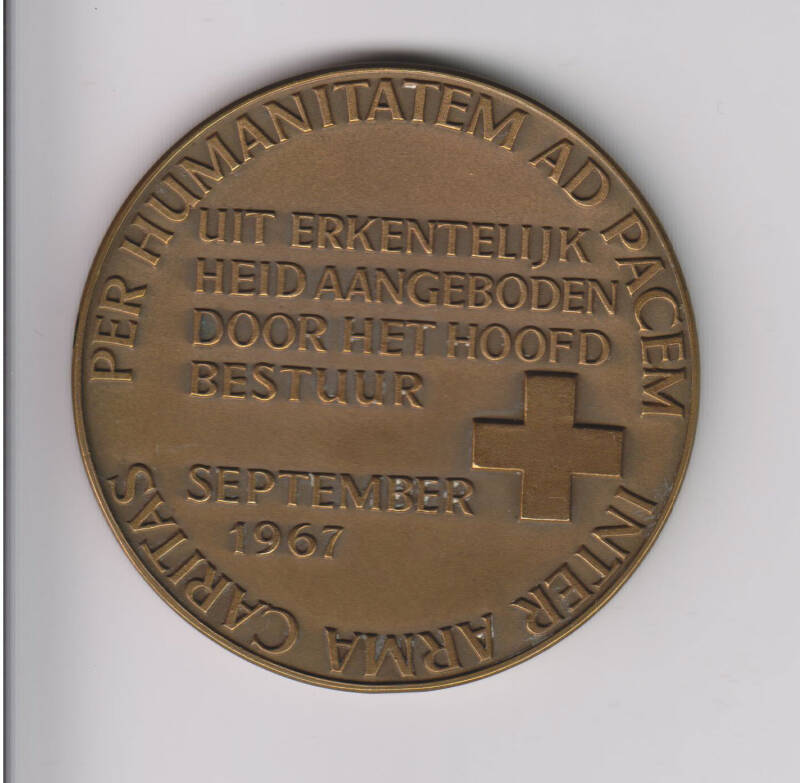 PER HUMANITATEM AD PACEM
UIT ERKENTELIJK
HEID AANGEBODEN
DOOR HET HOOFD
BESTUUR
SEPTEMBER
1967
INTER ARMA CARITAS